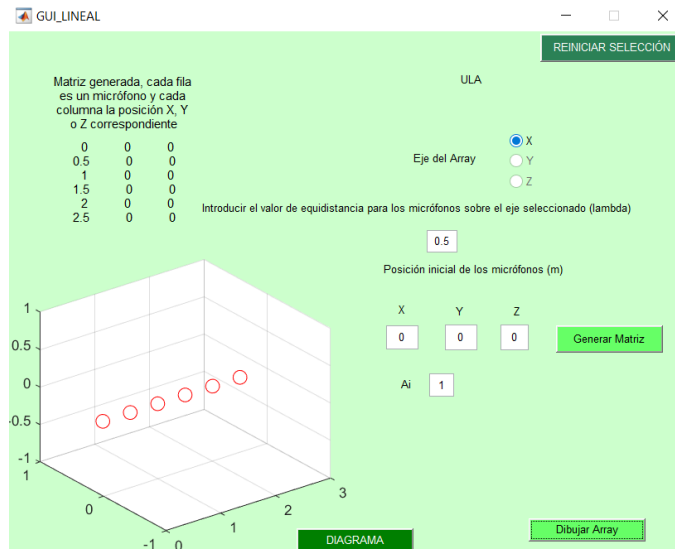 GUI_LINEAL
REINICIAR SELECCIÓN
Matriz generada, cada fila
es un micrófono y cada
columna la posición X, Y
o Z correspondiente
0 0 0
0.5 0 0
1 0 0
1.5 0 0
2 0 0
2.5 0 0
ULA
Eje del Array
X
Y
Z
Introducir el valor de equidistancia para los micrófonos sobre el eje seleccionado (lambda)
0.5
Posición inicial de los micrófonos (m)
X Y Z
0 0 0
Generar Matriz
Ai 1
1
0.5
0
-0.5
-1
1
0
-1
0
1
2
3
DIAGRAMA
Dibujar Array